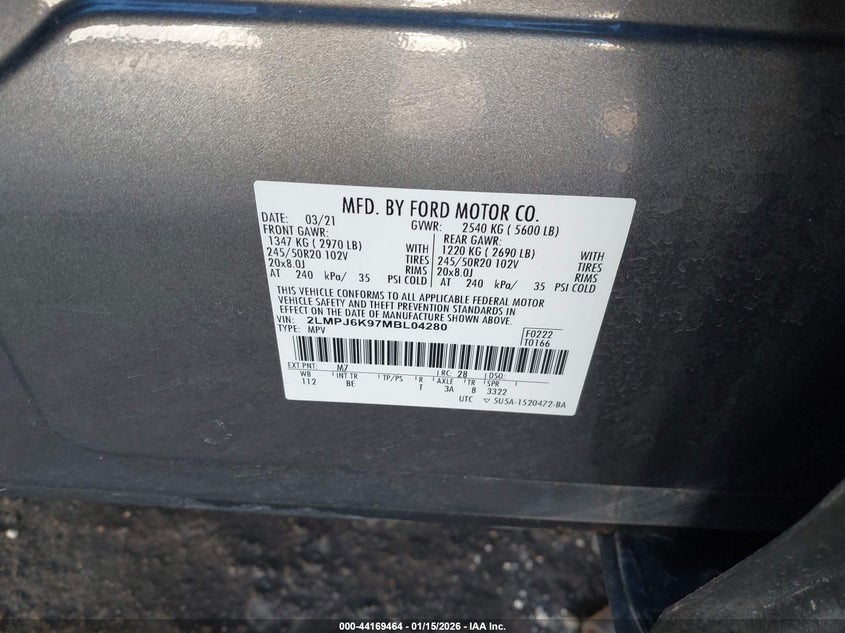 MFD. BY FORD MOTOR CO.
DATE: 03/21 GVWR: 2540 KG ( 5600 LB)
FRONT GAWR: REAR GAWR:
1347 KG ( 2970 LB) WITH 1220 KG ( 2690 LB) WITH
245/50R20 102V TIRES 245/50R20 102V TIRES
20x8.0J RIMS 20x8.0J RIMS
AT 240 kPa/ 35 PSI COLD AT 240 kPa/ 35 PSI COLD
THIS VEHICLE CONFORMS TO ALL APPLICABLE FEDERAL MOTOR
VEHICLE SAFETY AND THEFT PREVENTION STANDARDS IN
EFFECT ON THE DATE OF MANUFACTURE SHOWN ABOVE.
VIN: 2LMPJ6K97MBL04280 F0222
TYPE: MPV T0166
EXT PNT: M7 RC: 28 DSO:
WB INT TR TP/PS R AXLE TR SPR
112 BE T 3A 8 3322
UTC ▽ 5U5A-1520472-BA
000-44169464 - 01/15/2026 - IAA Inc.